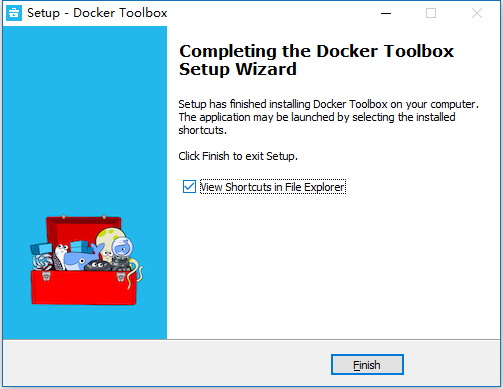 Setup - Docker Toolbox
Completing the Docker Toolbox
Setup Wizard
Setup has finished installing Docker Toolbox on your computer.
The application may be launched by selecting the installed
shortcuts.
Click Finish to exit Setup.
View Shortcuts in File Explorer
Finish